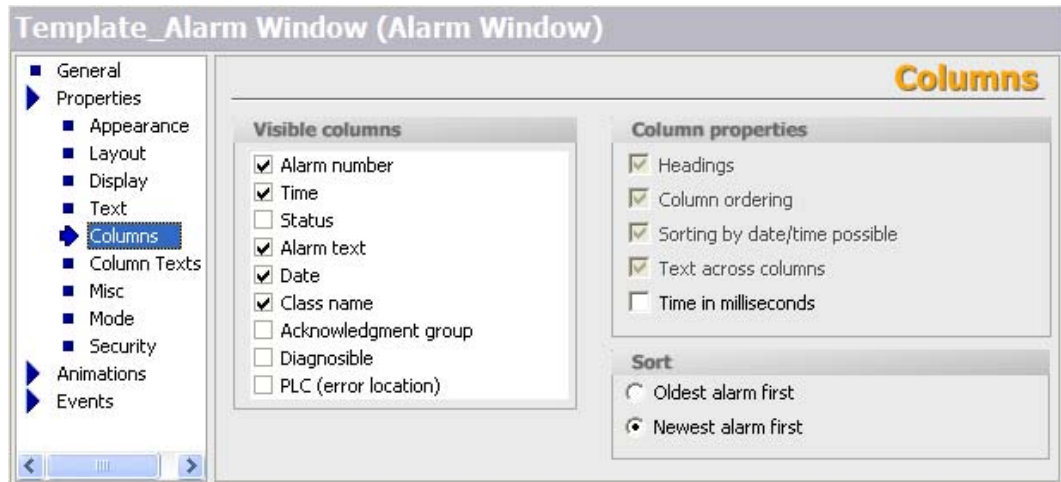 Template_Alarm Window (Alarm Window)
General
Properties
Appearance
Layout
Display
Text
Columns
Column Texts
Misc
Mode
Security
Animations
Events
Columns
Visible columns
Alarm number
Time
Status
Alarm text
Date
Class name
Acknowledgment group
Diagnosible
PLC (error location)
Column properties
Headings
Column ordering
Sorting by date/time possible
Text across columns
Time in milliseconds
Sort
Oldest alarm first
Newest alarm first